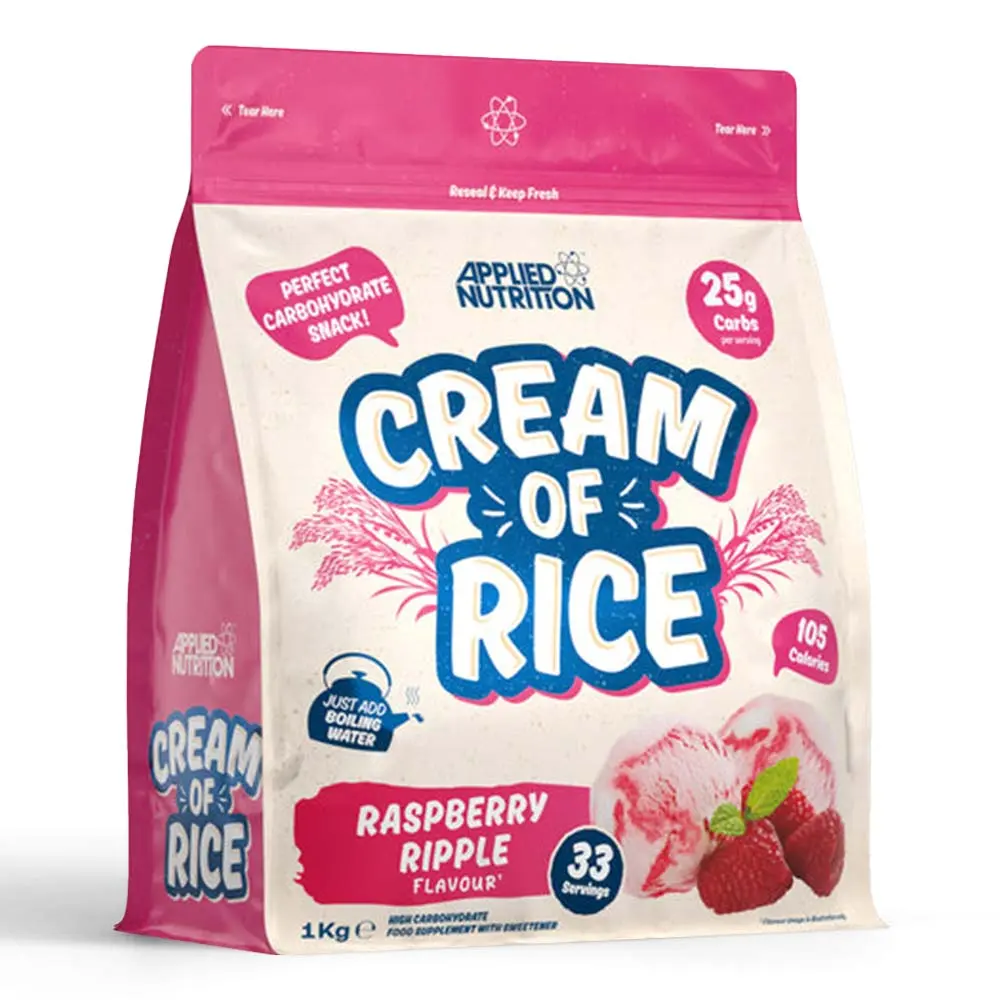 « Tear Here
Tear Here »
Reseal & Keep Fresh
PERFECT
CARBOHYDRATE
SNACK!
APPLIED
NUTRITION
25g
Carbs
per serving
CREAM
OF
RICE
105
Calories
JUST ADD
BOILING
WATER
RASPBERRY
RIPPLE
FLAVOUR
33
Servings
1Kg ℮
HIGH CARBOHYDRATE
FOOD SUPPLEMENT WITH SWEETENER
APPLIED
NUTRITION
CREAM
OF
RICE